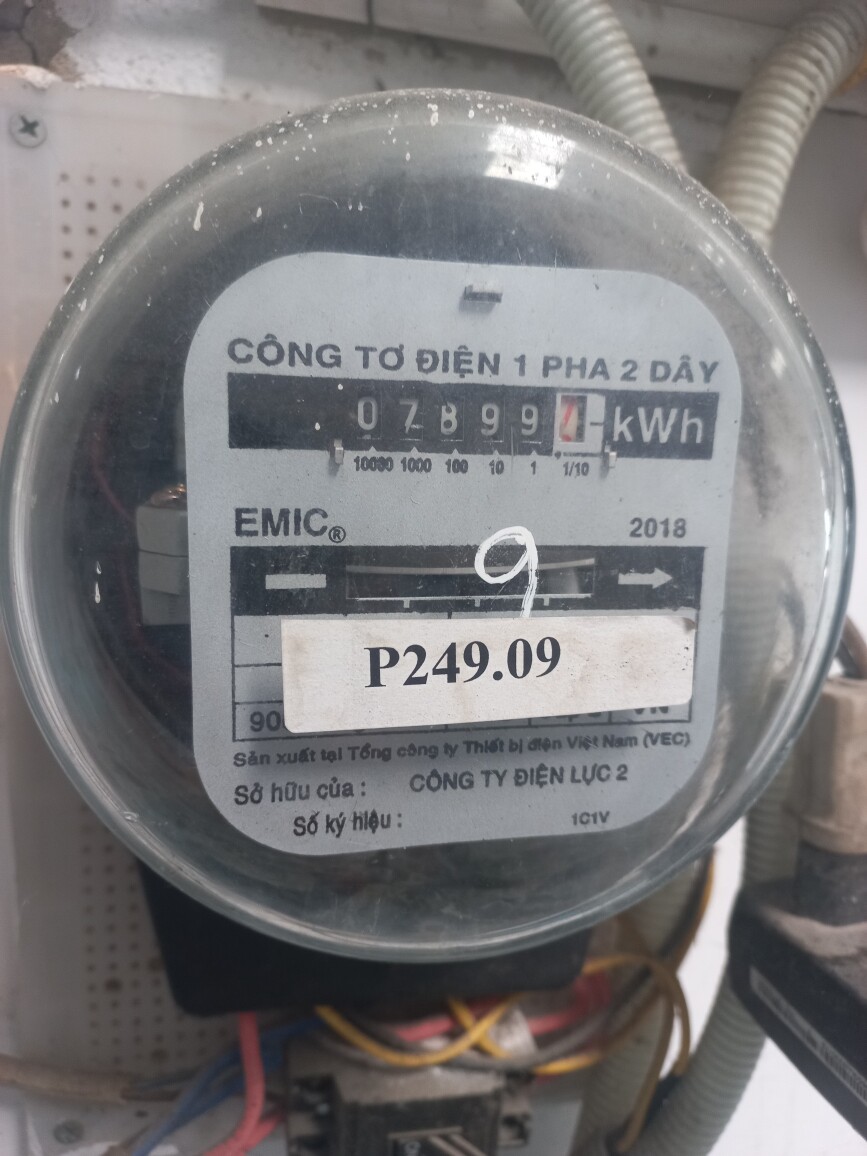 CÔNG TƠ ĐIỆN 1 PHA 2 DÂY
0 7 8 9 9 kWh
10000 1000 100 10 1 1/10
EMIC® 2018
9
P249.09
90 VN
Sản xuất tại Tổng công ty Thiết bị điện Việt Nam (VEC)
Sở hữu của : CÔNG TY ĐIỆN LỰC 2
Số ký hiệu : 1C1V